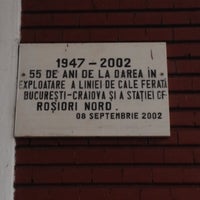 1947 - 2002
55 DE ANI DE LA DAREA ÎN
EXPLOATARE A LINIEI DE CALE FERATĂ
BUCUREȘTI-CRAIOVA ȘI A STAȚIEI CF
ROȘIORI NORD
08 SEPTEMBRIE 2002